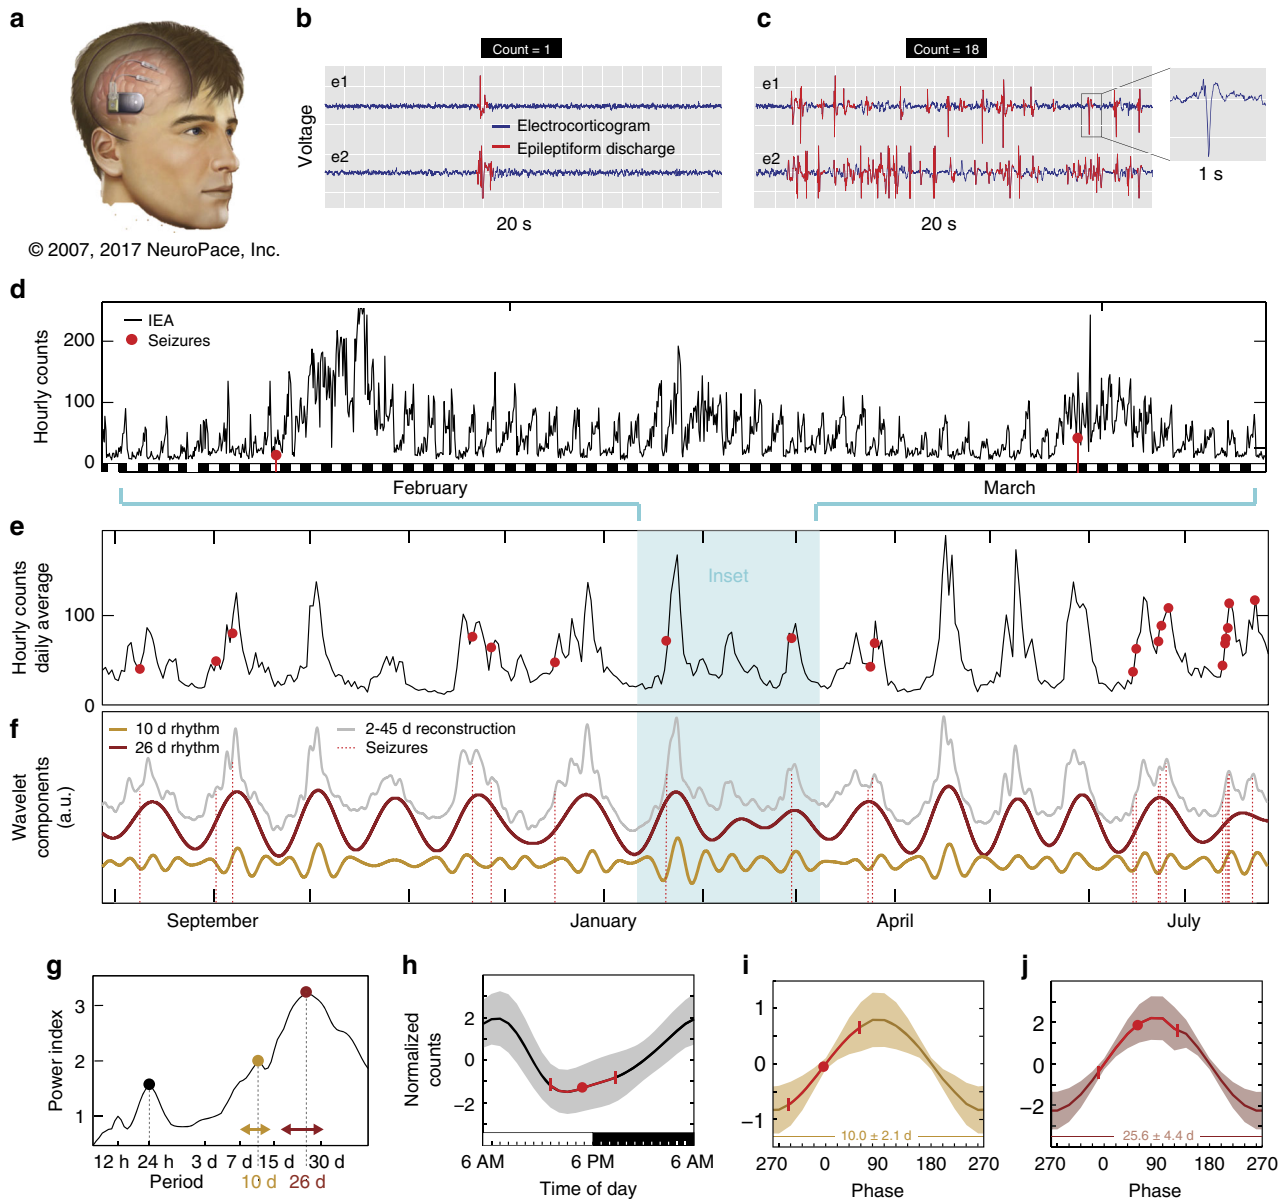 a
© 2007, 2017 NeuroPace, Inc.
b
Count = 1
e1
Electrocorticogram
Epileptiform discharge
e2
Voltage
20 s
c
Count = 18
e1
e2
20 s
1 s
d
IEA
Seizures
Hourly counts
200
100
0
February
March
e
Inset
Hourly counts
daily average
100
0
f
10 d rhythm
26 d rhythm
2-45 d reconstruction
Seizures
Wavelet
components
(a.u.)
September
January
April
July
g
Power index
3
2
1
12 h 24 h 3 d 7 d 15 d 30 d
Period 10 d 26 d
h
Normalized
counts
2
0
−2
6 AM 6 PM 6 AM
Time of day
i
1
0
−1
10.0 ± 2.1 d
270 0 90 180 270
Phase
j
2
0
−2
25.6 ± 4.4 d
270 0 90 180 270
Phase